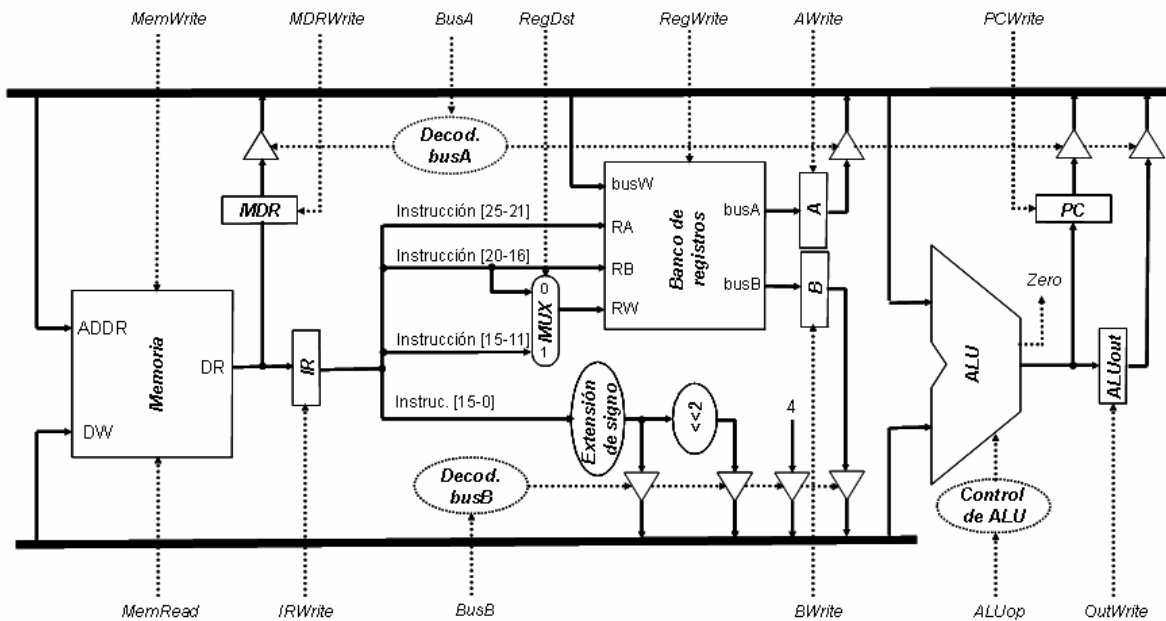 MemWrite
MDRWrite
BusA
RegDst
RegWrite
AWrite
PCWrite
Decod.
busA
MDR
busW
busA
A
PC
Instrucción [25-21]
RA
Banco de
registros
Instrucción [20-16]
RB
busB
B
Zero
0
MUX
1
RW
ADDR
Memoria
DR
IR
Instrucción [15-11]
ALU
ALUout
Instruc. [15-0]
Extensión
de signo
<<2
4
DW
Decod.
busB
Control
de ALU
MemRead
IRWrite
BusB
BWrite
ALUop
OutWrite